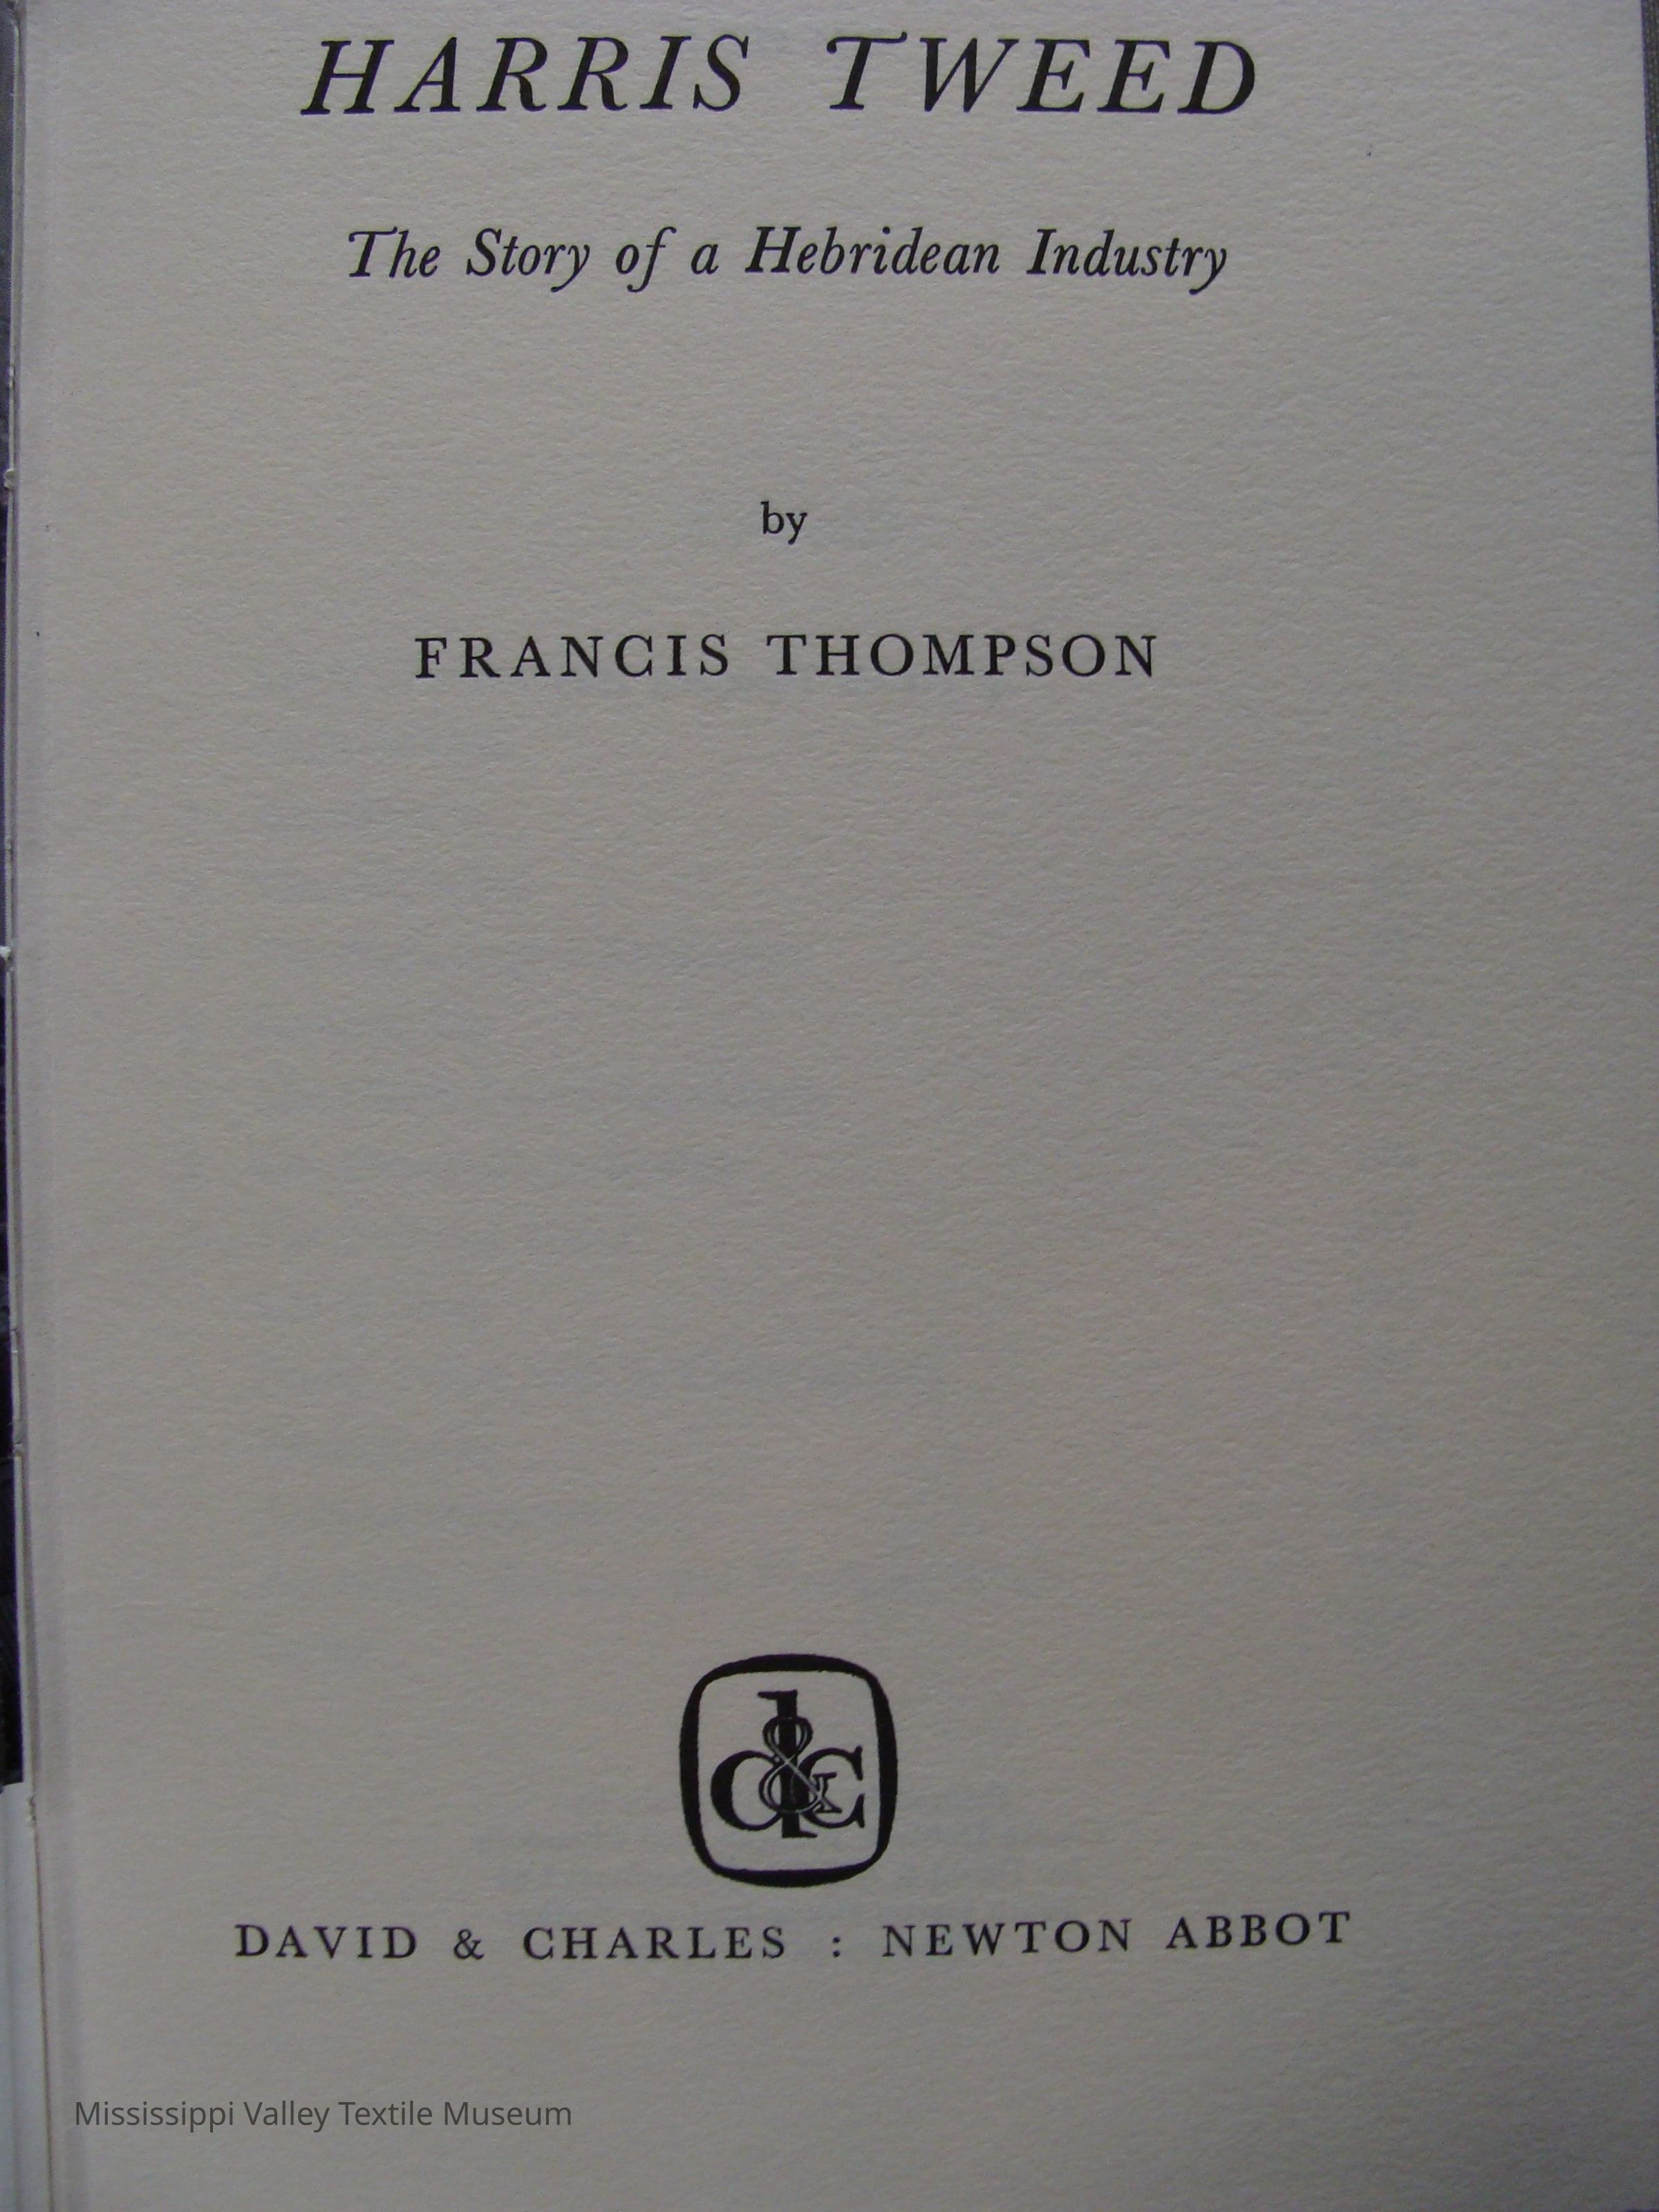 HARRIS TWEED
The Story of a Hebridean Industry
by
FRANCIS THOMPSON
d&c
DAVID & CHARLES : NEWTON ABBOT
Mississippi Valley Textile Museum